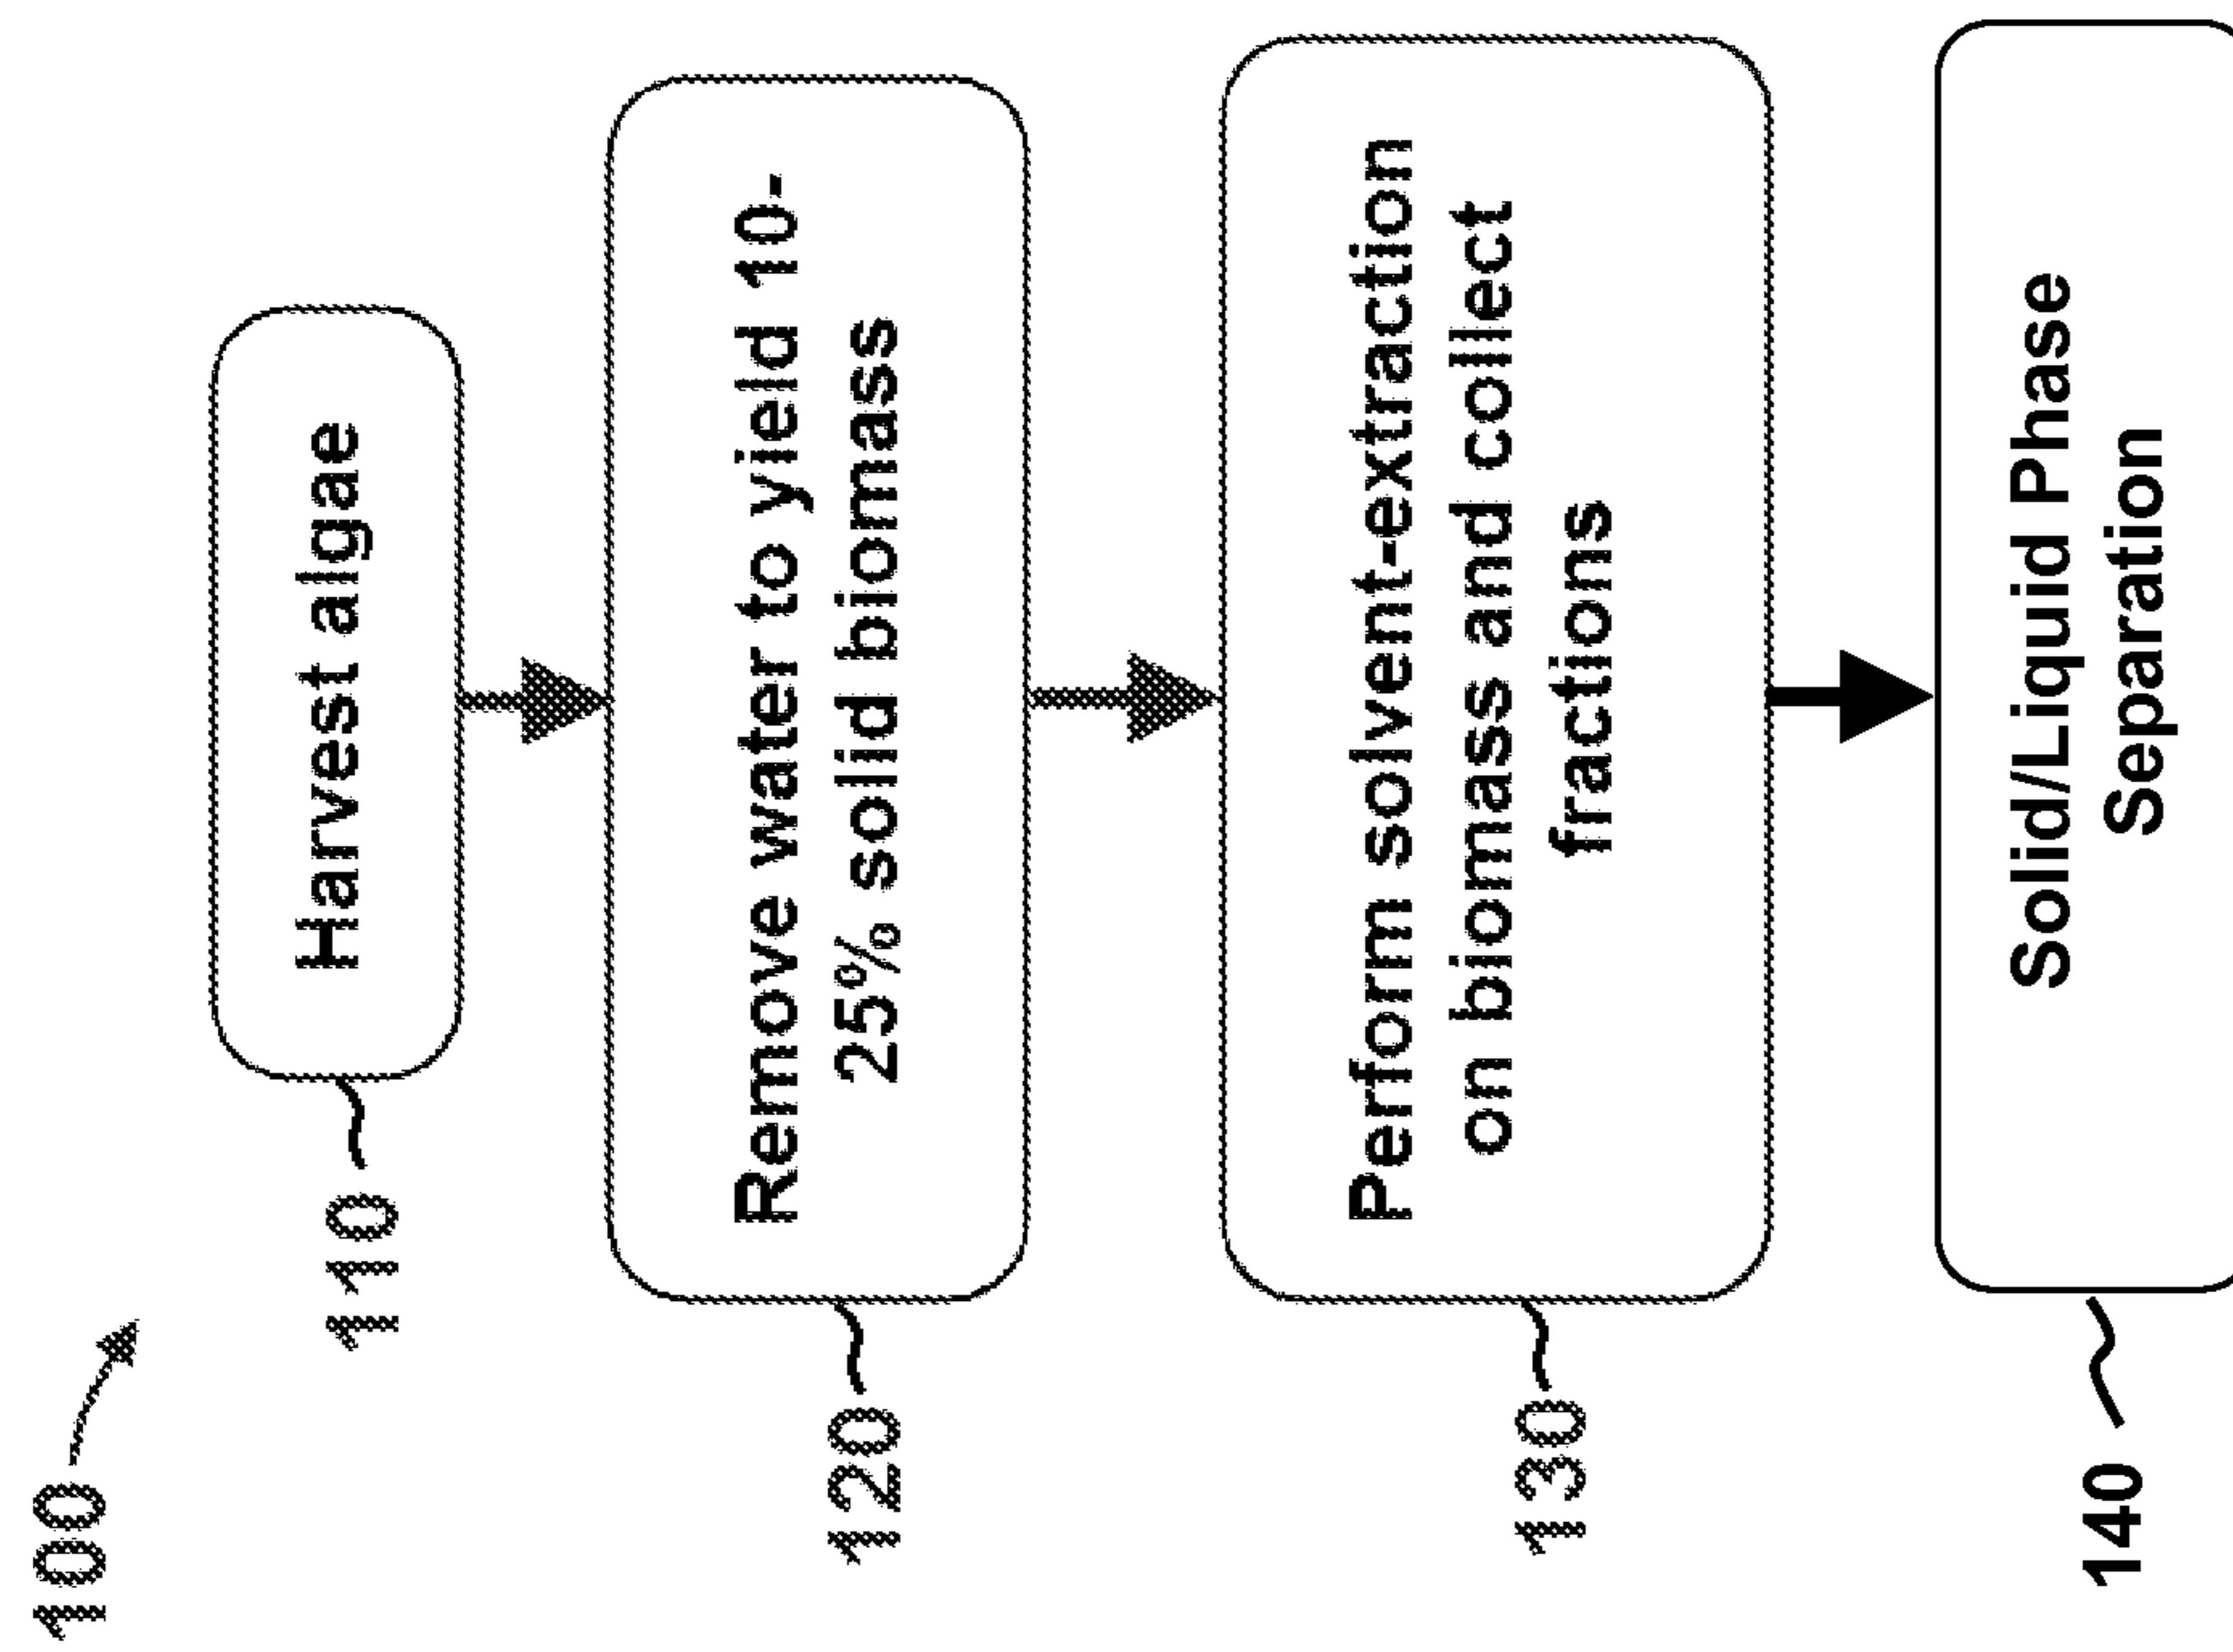 100
110
Harvest algae
120
Remove water to yield 10-
25% solid biomass
130
Perform solvent-extraction
on biomass and collect
fractions
140
Solid/Liquid Phase
Separation